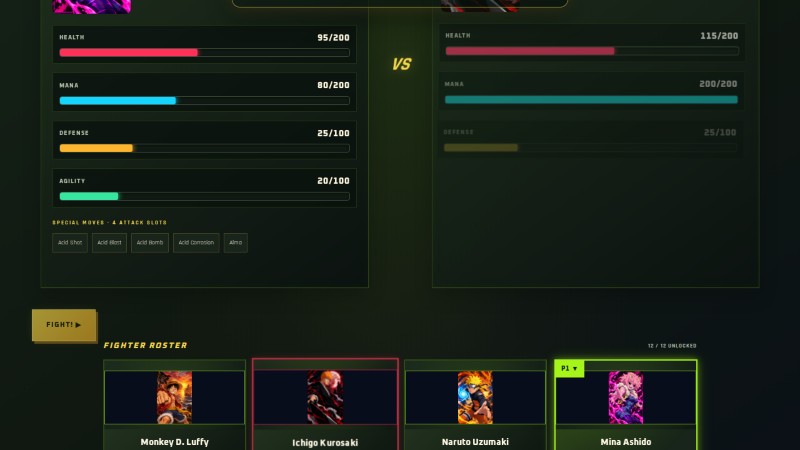 HEALTH 95/200
MANA 80/200
DEFENSE 25/100
AGILITY 20/100
SPECIAL MOVES · 4 ATTACK SLOTS
Acid Shot Acid Blast Acid Bomb Acid Corrosion Alma
VS
HEALTH 115/200
MANA 200/200
DEFENSE 25/100
FIGHT! ▶
FIGHTER ROSTER 12 / 12 UNLOCKED
P1 ▼
Monkey D. Luffy Ichigo Kurosaki Naruto Uzumaki Mina Ashido